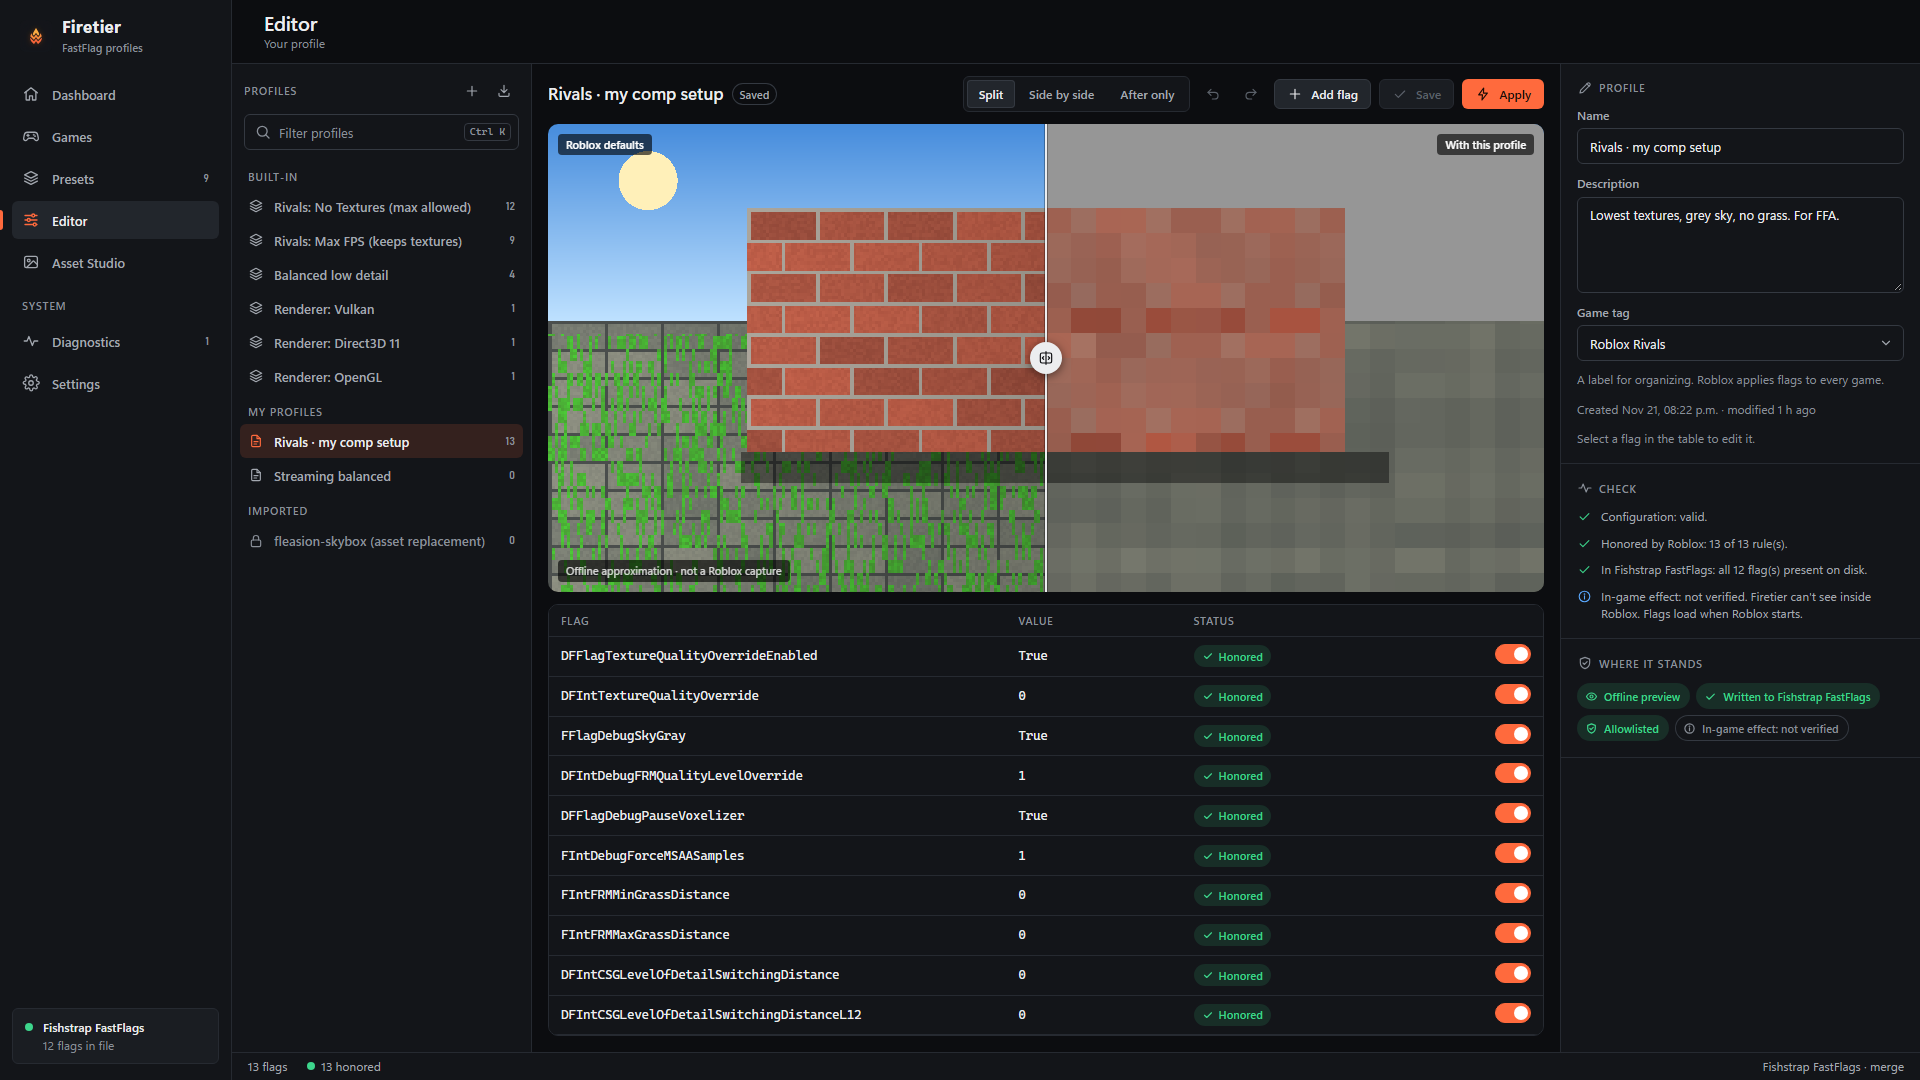 Firetier
FastFlag profiles
Dashboard
Games
Presets 9
Editor
Asset Studio
SYSTEM
Diagnostics 1
Settings
Fishstrap FastFlags
12 flags in file
Editor
Your profile
PROFILES
Filter profiles Ctrl K
BUILT-IN
Rivals: No Textures (max allowed) 12
Rivals: Max FPS (keeps textures) 9
Balanced low detail 4
Renderer: Vulkan 1
Renderer: Direct3D 11 1
Renderer: OpenGL 1
MY PROFILES
Rivals · my comp setup 13
Streaming balanced 0
IMPORTED
fleasion-skybox (asset replacement) 0
Rivals · my comp setup Saved
Split Side by side After only
Add flag Save Apply
Roblox defaults With this profile
Offline approximation · not a Roblox capture
FLAG VALUE STATUS
DFFlagTextureQualityOverrideEnabled True Honored
DFIntTextureQualityOverride 0 Honored
FFlagDebugSkyGray True Honored
DFIntDebugFRMQualityLevelOverride 1 Honored
DFFlagDebugPauseVoxelizer True Honored
FIntDebugForceMSAASamples 1 Honored
FIntFRMMinGrassDistance 0 Honored
FIntFRMMaxGrassDistance 0 Honored
DFIntCSGLevelOfDetailSwitchingDistance 0 Honored
DFIntCSGLevelOfDetailSwitchingDistanceL12 0 Honored
PROFILE
Name
Rivals · my comp setup
Description
Lowest textures, grey sky, no grass. For FFA.
Game tag
Roblox Rivals
A label for organizing. Roblox applies flags to every game.
Created Nov 21, 08:22 p.m. · modified 1 h ago
Select a flag in the table to edit it.
CHECK
Configuration: valid.
Honored by Roblox: 13 of 13 rule(s).
In Fishstrap FastFlags: all 12 flag(s) present on disk.
In-game effect: not verified. Firetier can't see inside
Roblox. Flags load when Roblox starts.
WHERE IT STANDS
Offline preview Written to Fishstrap FastFlags
Allowlisted In-game effect: not verified
13 flags 13 honored
Fishstrap FastFlags · merge